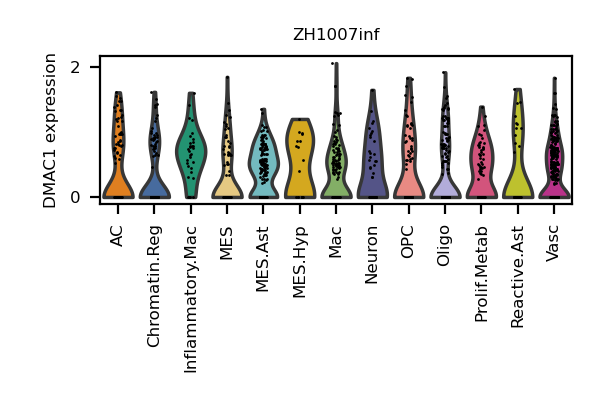 ZH1007inf
DMAC1 expression
2
0
AC
Chromatin.Reg
Inflammatory.Mac
MES
MES.Ast
MES.Hyp
Mac
Neuron
OPC
Oligo
Prolif.Metab
Reactive.Ast
Vasc